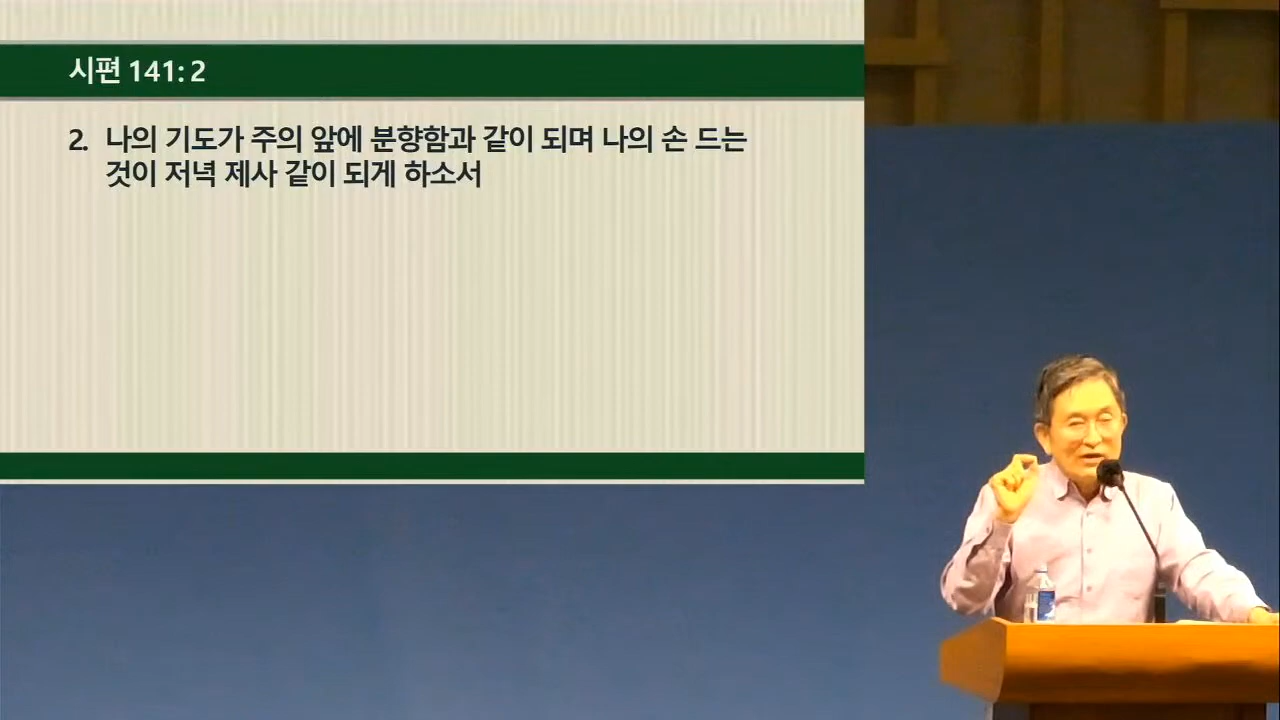 시편 141: 2
2. 나의 기도가 주의 앞에 분향함과 같이 되며 나의 손 드는
것이 저녁 제사 같이 되게 하소서